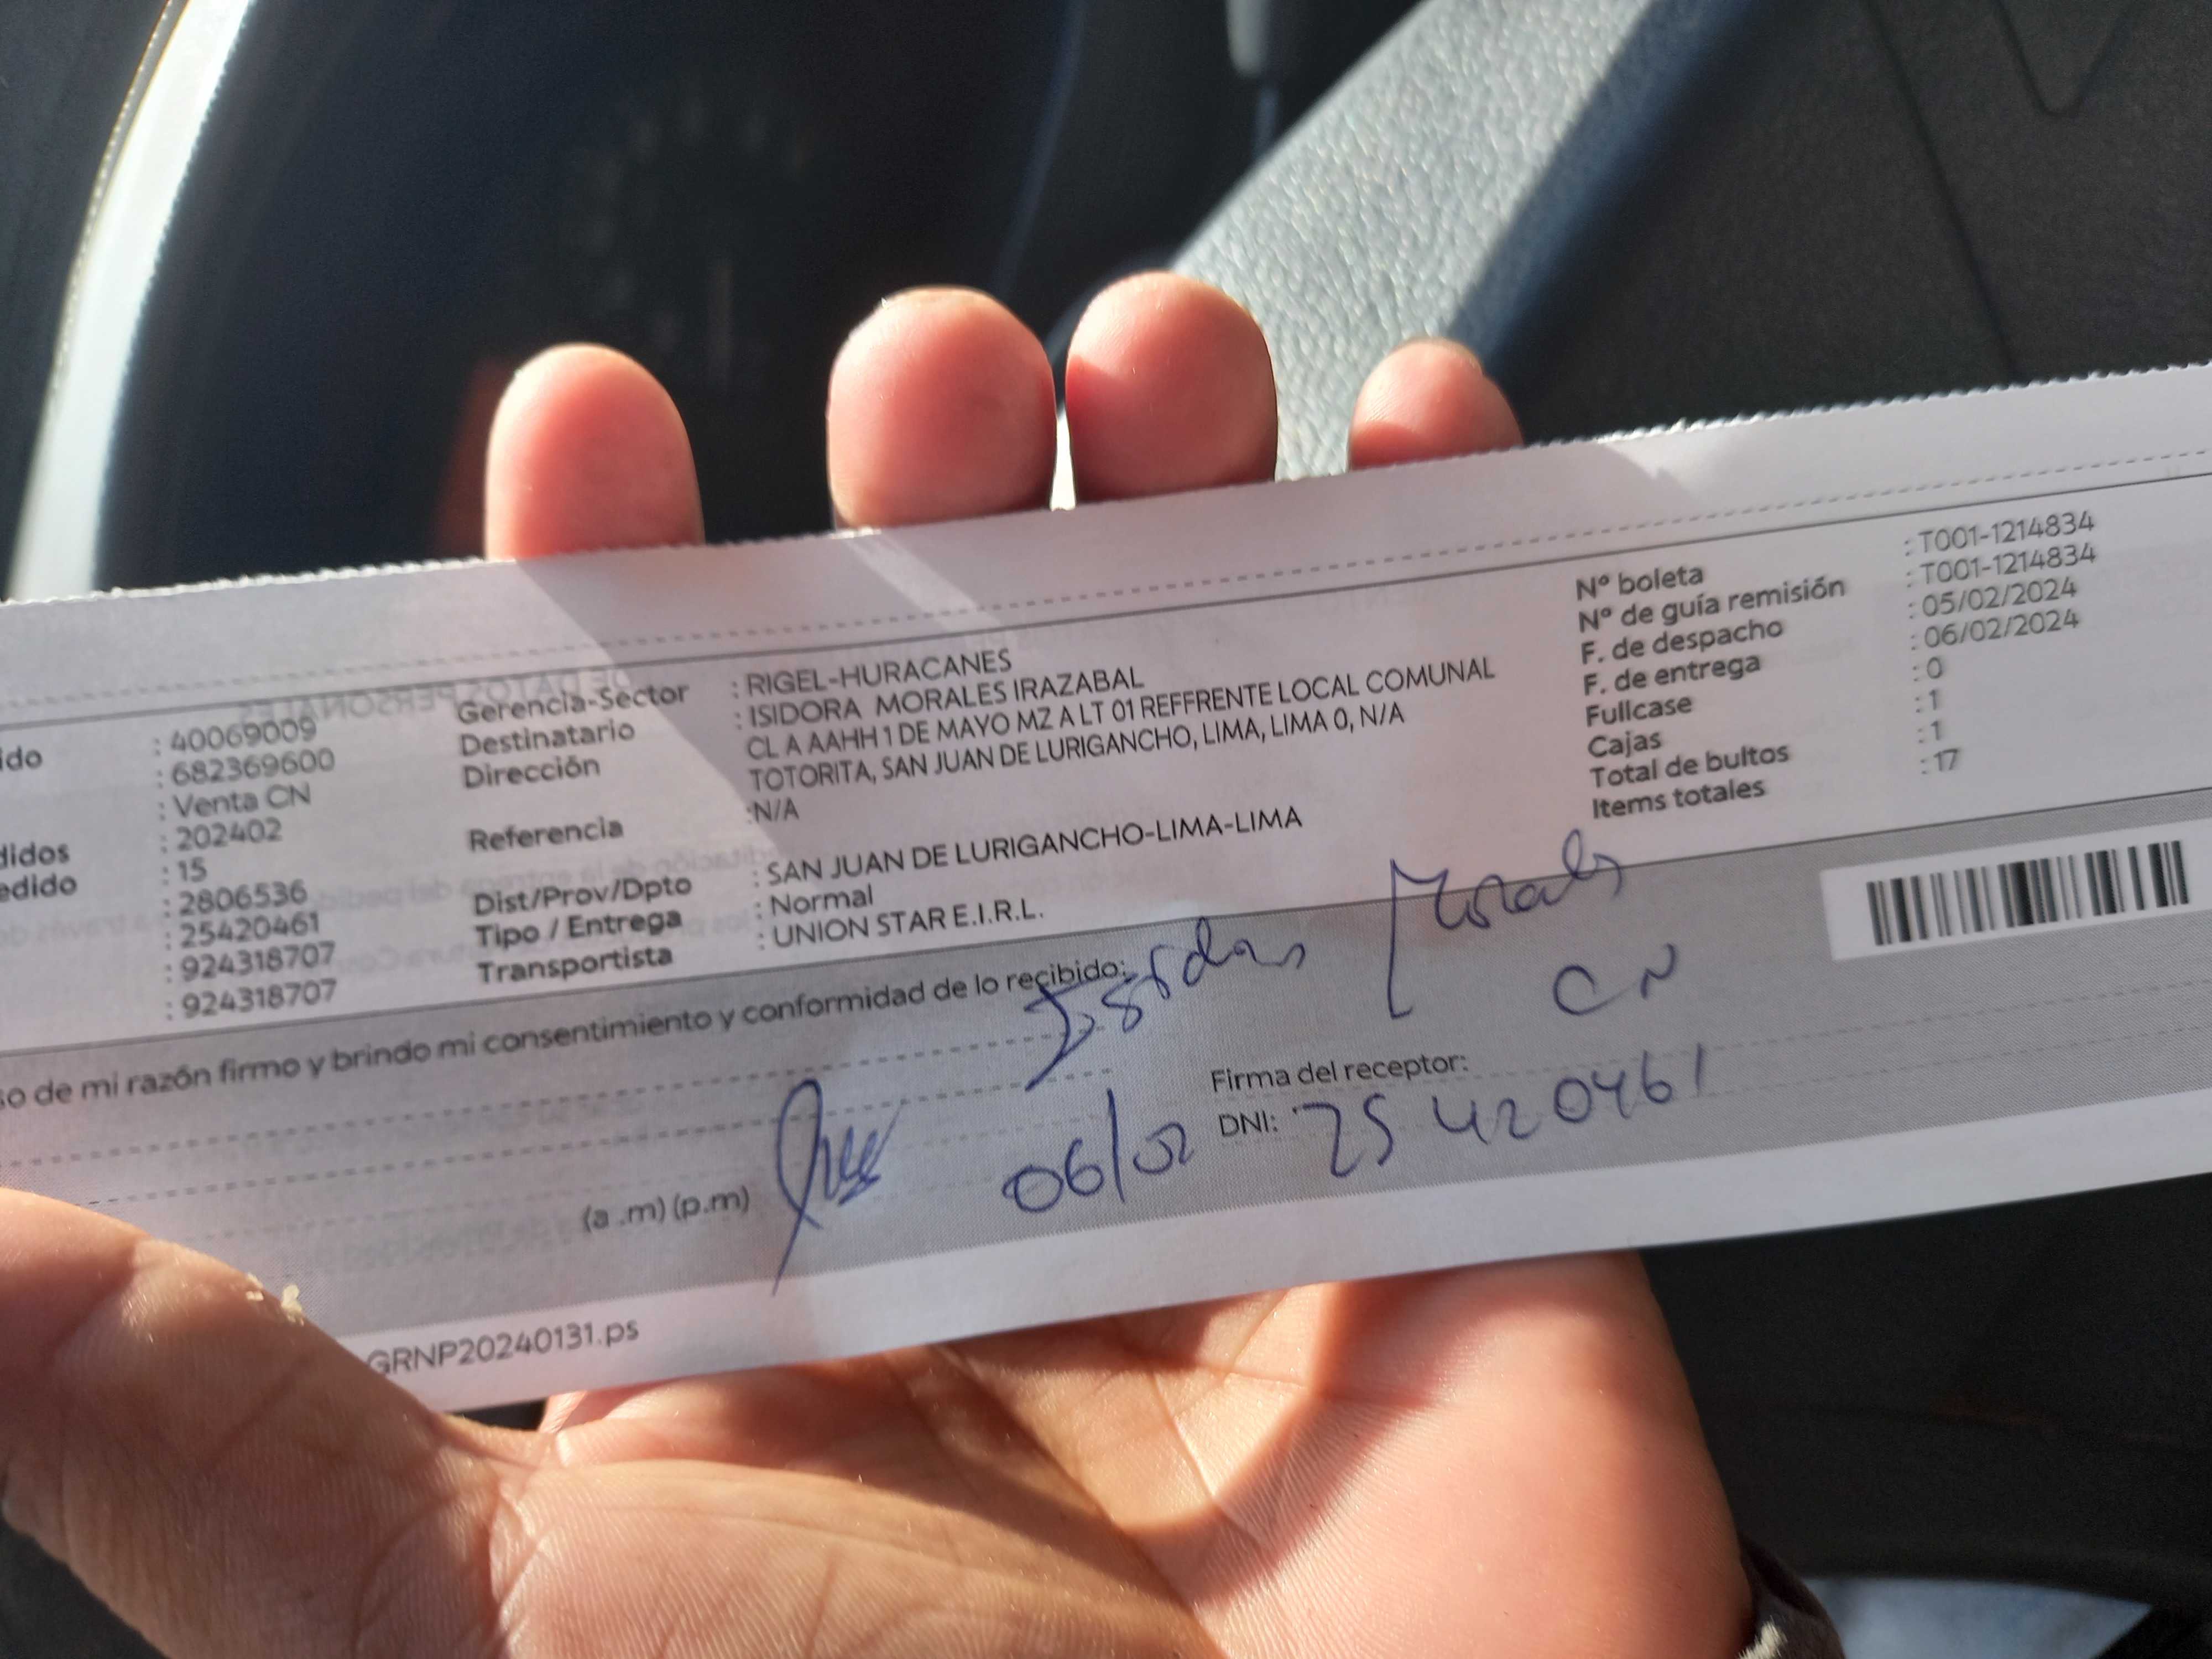 ido : 40069009
: 682369600
: Venta CN
didos : 202402
edido : 15
: 2806536
: 25420461
: 924318707
: 924318707
Gerencia-Sector : RIGEL-HURACANES
Destinatario : ISIDORA MORALES IRAZABAL
Dirección CL A AAHH 1 DE MAYO MZ A LT 01 REFFRENTE LOCAL COMUNAL
TOTORITA, SAN JUAN DE LURIGANCHO, LIMA, LIMA 0, N/A
Referencia :N/A
Dist/Prov/Dpto : SAN JUAN DE LURIGANCHO-LIMA-LIMA
Tipo / Entrega : Normal
Transportista : UNION STAR E.I.R.L.
Nº boleta : T001-1214834
Nº de guía remisión : T001-1214834
F. de despacho : 05/02/2024
F. de entrega : 06/02/2024
Fullcase : 0
Cajas : 1
Total de bultos : 1
Items totales : 17
so de mi razón firmo y brindo mi consentimiento y conformidad de lo recibido:
Morales
CN
Firma del receptor:
(a .m) (p.m) 06/02 DNI: 25420461
GRNP20240131.ps